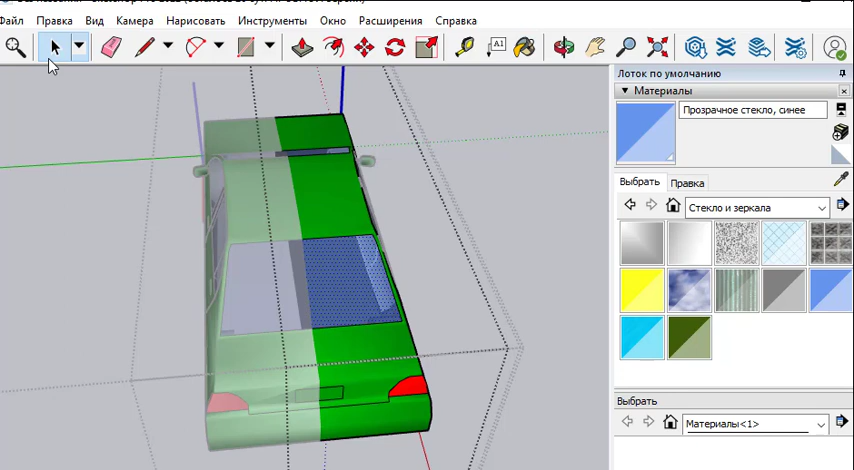 Файл Правка Вид Камера Нарисовать Инструменты Окно Расширения Справка
A1
Лоток по умолчанию
Материалы
Прозрачное стекло, синее
Выбрать Правка
Стекло и зеркала
Выбрать
Материалы<1>